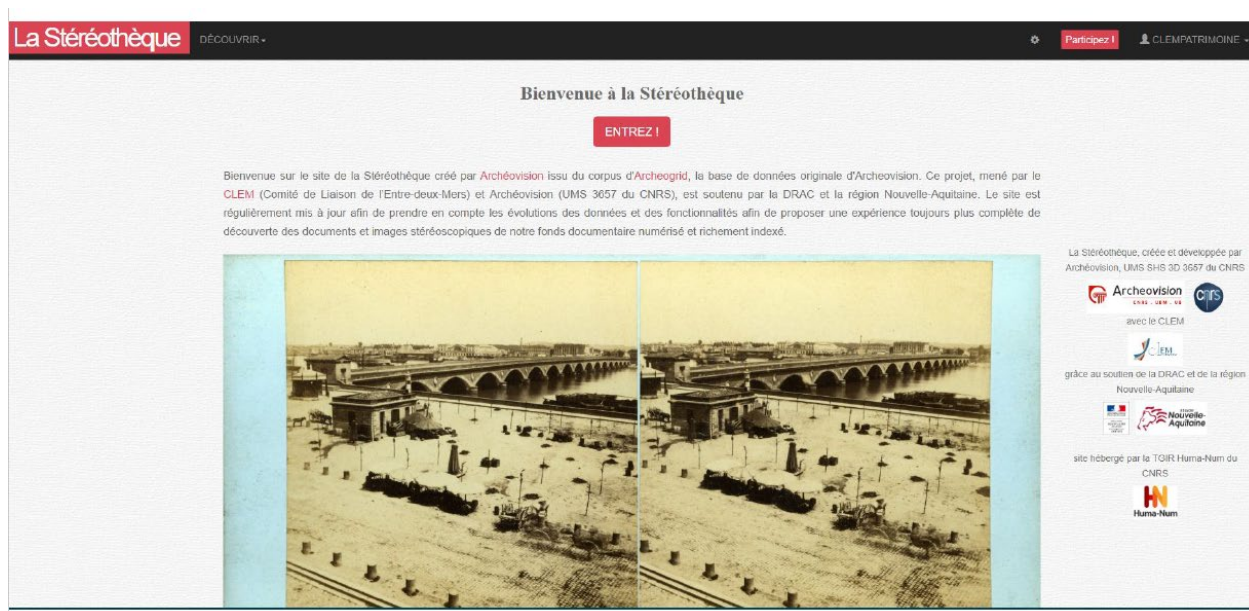 La Stéréothèque DÉCOUVRIR Participez ! CLEMPATRIMOINE
Bienvenue à la Stéréothèque
ENTREZ !
Bienvenue sur le site de la Stéréothèque créé par Archéovision issu du corpus d'Archeogrid, la base de données originale d'Archeovision. Ce projet, mené par le
CLEM (Comité de Liaison de l'Entre-deux-Mers) et Archéovision (UMS 3657 du CNRS), est soutenu par la DRAC et la région Nouvelle-Aquitaine. Le site est
régulièrement mis à jour afin de prendre en compte les évolutions des données et des fonctionnalités afin de proposer une expérience toujours plus complète de
découverte des documents et images stéréoscopiques de notre fonds documentaire numérisé et richement indexé.
La Stéréothèque, créée et développée par
Archéovision, UMS SHS 3D 3657 du CNRS
Archeovision
cnrs
avec le CLEM
CLEM
grâce au soutien de la DRAC et de la région
Nouvelle-Aquitaine
Nouvelle-
Aquitaine
site hébergé par la TGIR Huma-Num du
CNRS
Huma-Num